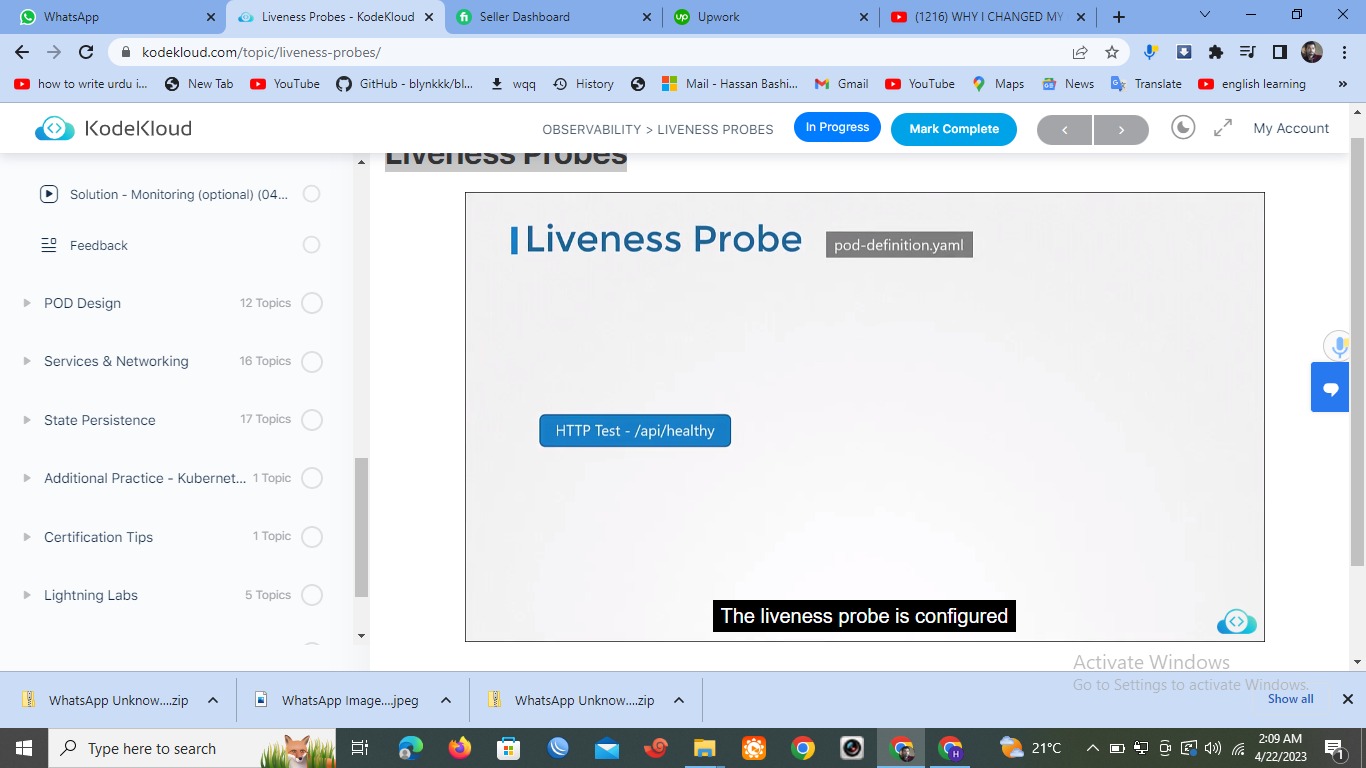 WhatsApp
Liveness Probes - KodeKloud
Seller Dashboard
Upwork
(1216) WHY I CHANGED MY
kodekloud.com/topic/liveness-probes/
how to write urdu i...
New Tab
YouTube
GitHub - blynkkk/bl...
wqq
History
Mail - Hassan Bashi...
Gmail
YouTube
Maps
News
Translate
english learning
»
KodeKloud
OBSERVABILITY > LIVENESS PROBES
In Progress
Mark Complete
My Account
Liveness Probes
Solution - Monitoring (optional) (04...
Feedback
POD Design 12 Topics
Services & Networking 16 Topics
State Persistence 17 Topics
Additional Practice - Kubernet... 1 Topic
Certification Tips 1 Topic
Lightning Labs 5 Topics
Liveness Probe
pod-definition.yaml
HTTP Test - /api/healthy
The liveness probe is configured
Activate Windows
Go to Settings to activate Windows.
WhatsApp Unknow....zip
WhatsApp Image....jpeg
WhatsApp Unknow....zip
Show all
Type here to search
21°C
2:09 AM
4/22/2023
1